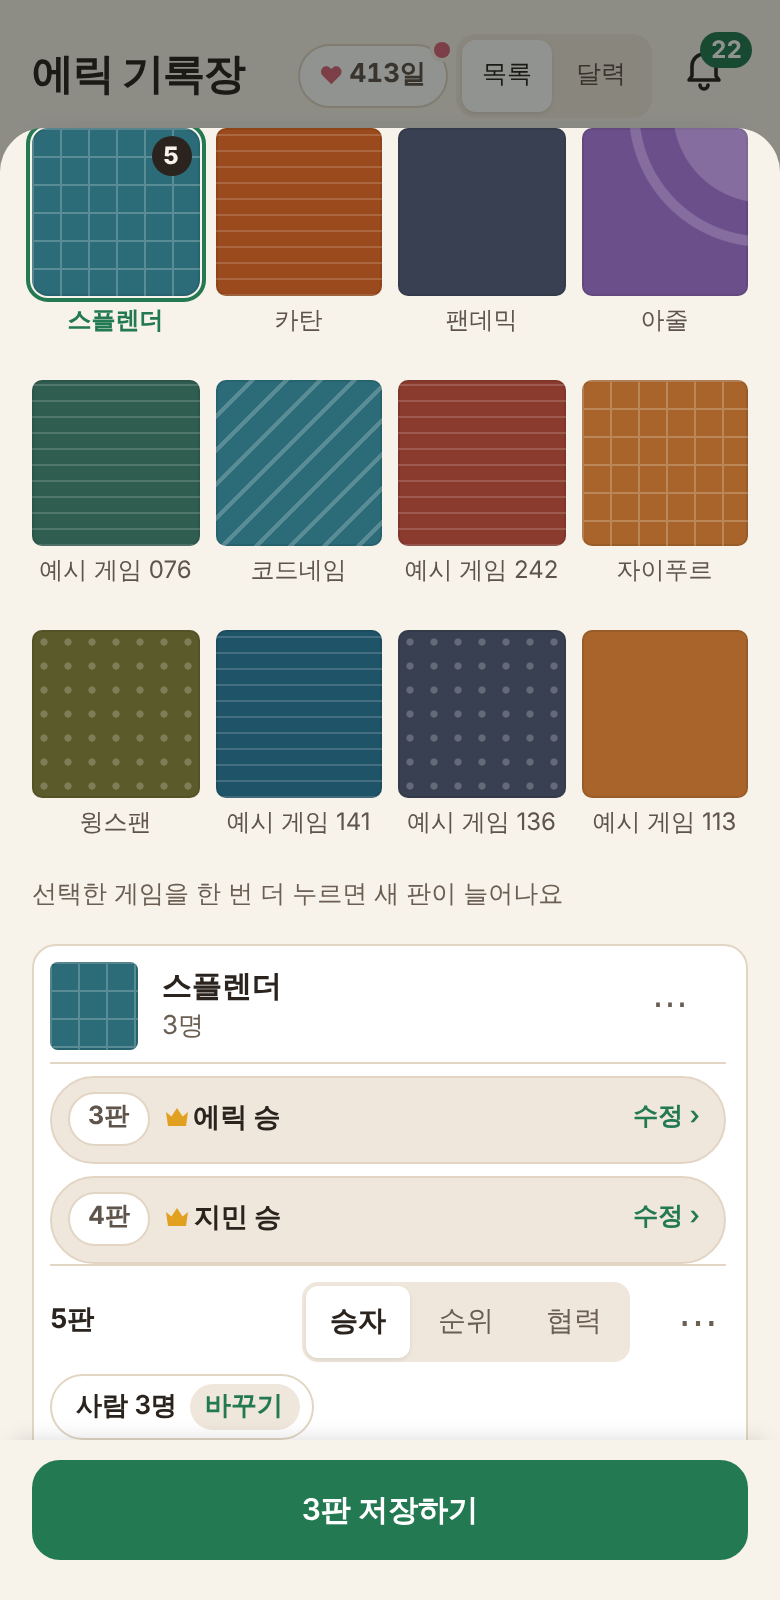 에릭 기록장
413일
목록
달력
22
5
스플렌더
카탄
팬데믹
아줄
예시 게임 076
코드네임
예시 게임 242
자이푸르
윙스팬
예시 게임 141
예시 게임 136
예시 게임 113
선택한 게임을 한 번 더 누르면 새 판이 늘어나요
스플렌더
3명
...
3판
에릭 승
수정 ›
4판
지민 승
수정 ›
5판
승자
순위
협력
...
사람 3명
바꾸기
3판 저장하기